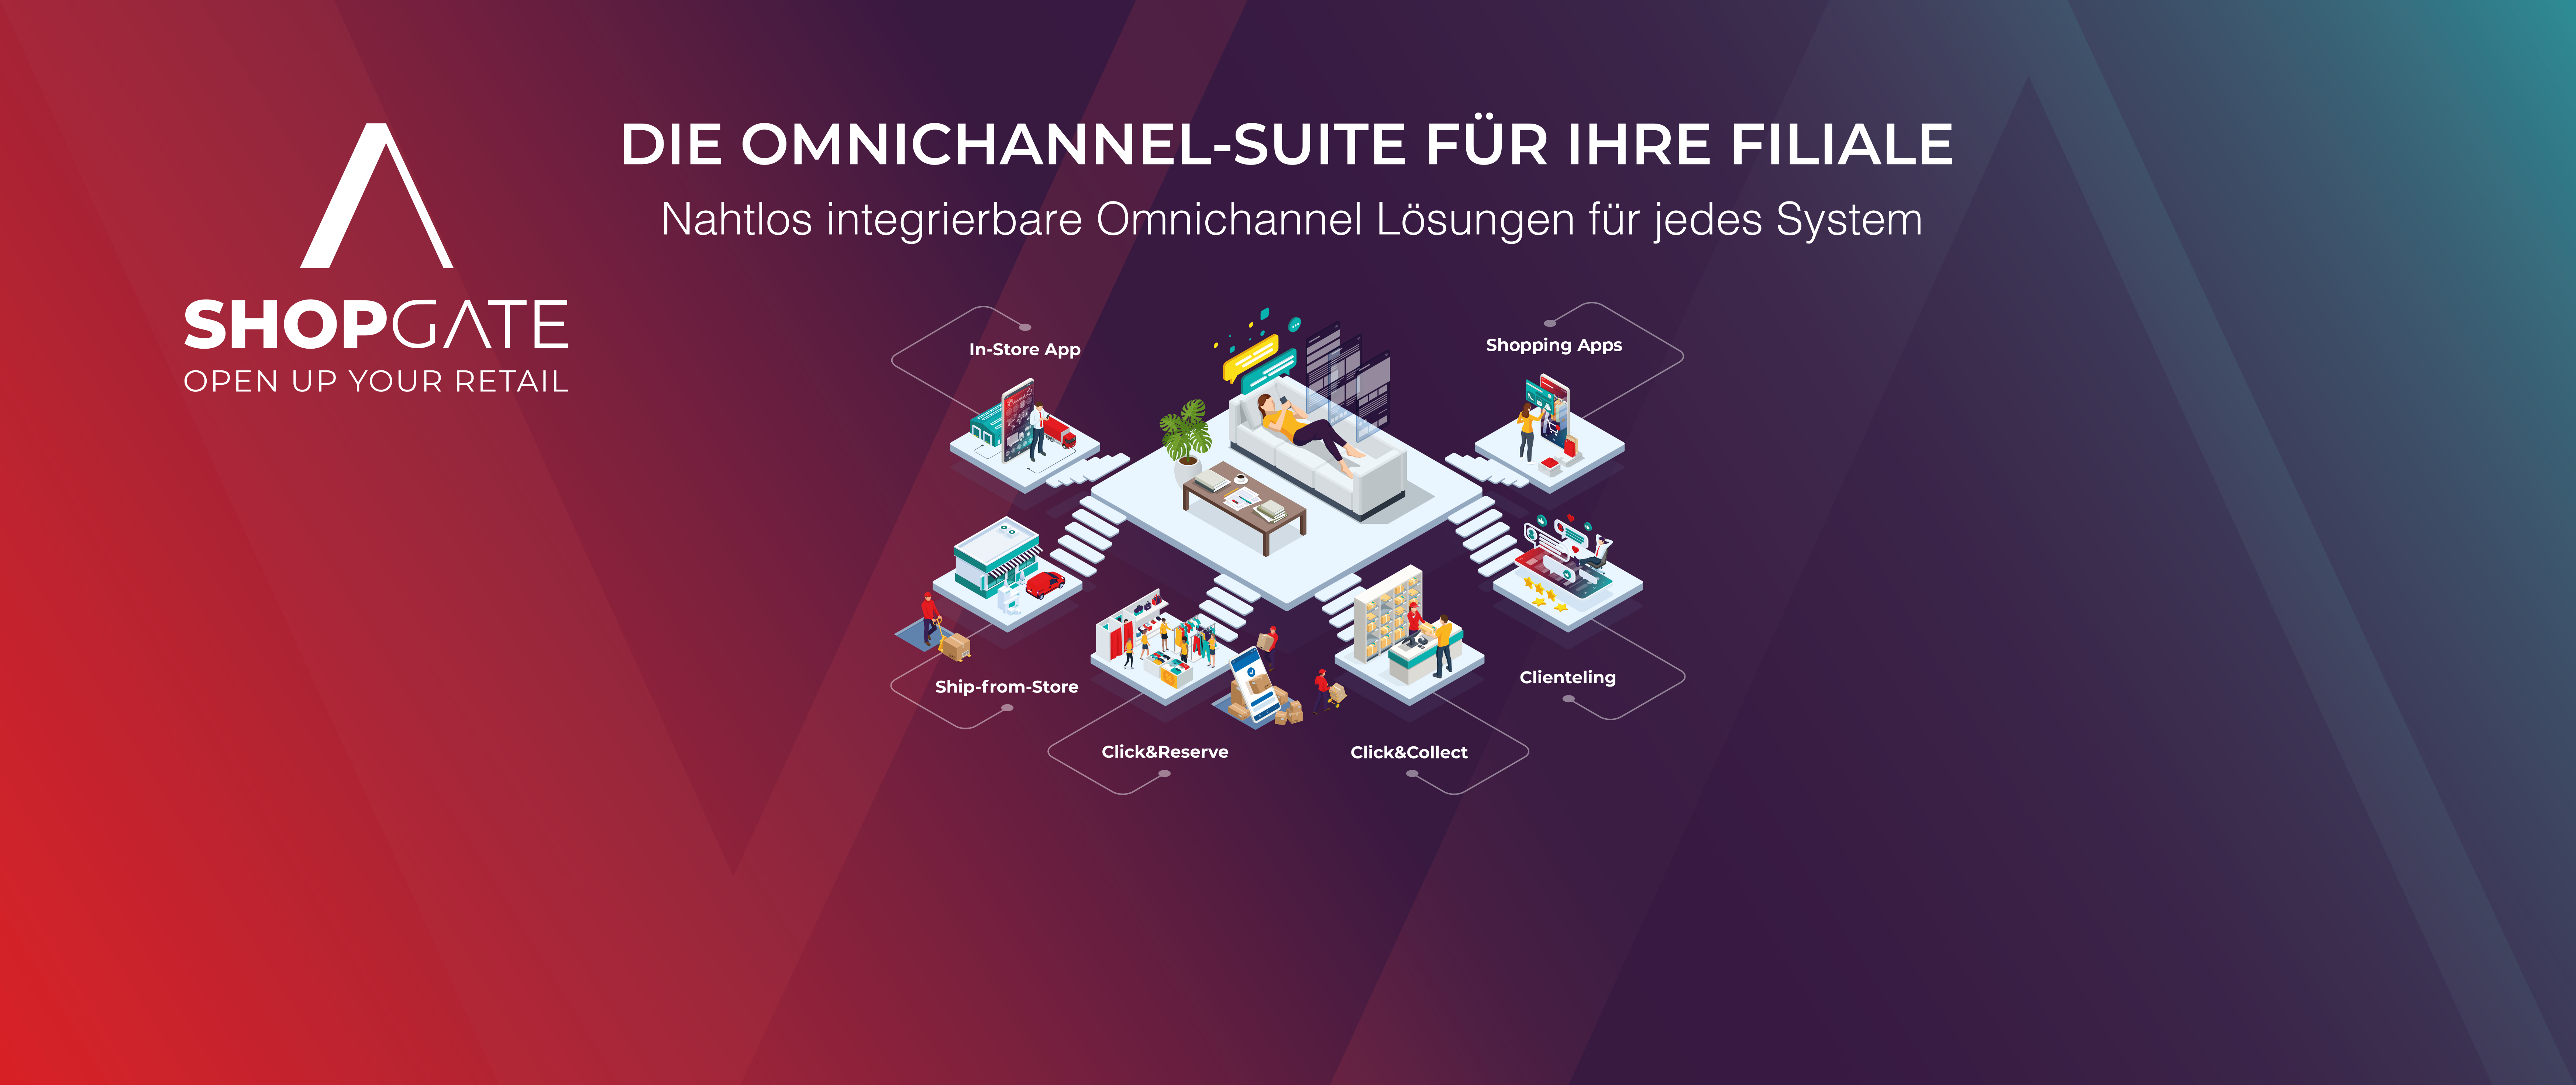 DIE OMNICHANNEL-SUITE FÜR IHRE FILIALE
Nahtlos integrierbare Omnichannel Lösungen für jedes System
SHOPGATE
OPEN UP YOUR RETAIL
In-Store App
Shopping Apps
Ship-from-Store
Clienteling
Click&Reserve
Click&Collect